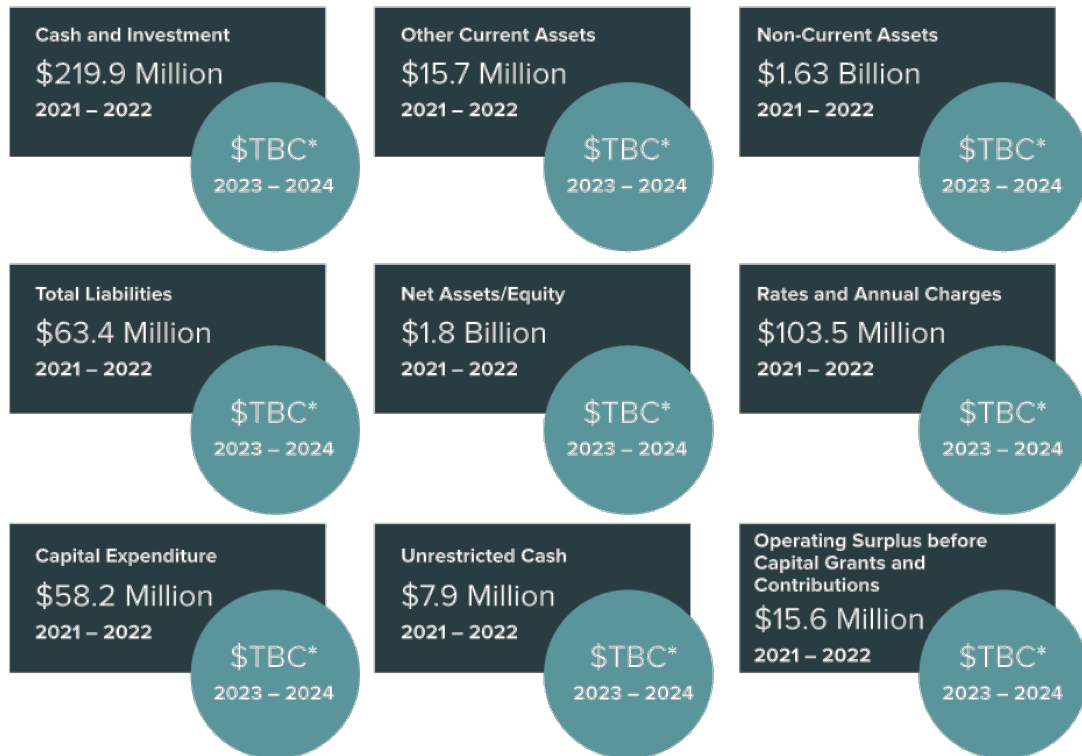 Cash and Investment
$219.9 Million
2021 – 2022
$TBC*
2023 – 2024
Other Current Assets
$15.7 Million
2021 – 2022
$TBC*
2023 – 2024
Non-Current Assets
$1.63 Billion
2021 – 2022
$TBC*
2023 – 2024
Total Liabilities
$63.4 Million
2021 – 2022
$TBC*
2023 – 2024
Net Assets/Equity
$1.8 Billion
2021 – 2022
$TBC*
2023 – 2024
Rates and Annual Charges
$103.5 Million
2021 – 2022
$TBC*
2023 – 2024
Capital Expenditure
$58.2 Million
2021 – 2022
$TBC*
2023 – 2024
Unrestricted Cash
$7.9 Million
2021 – 2022
$TBC*
2023 – 2024
Operating Surplus before
Capital Grants and
Contributions
$15.6 Million
2021 – 2022
$TBC*
2023 – 2024